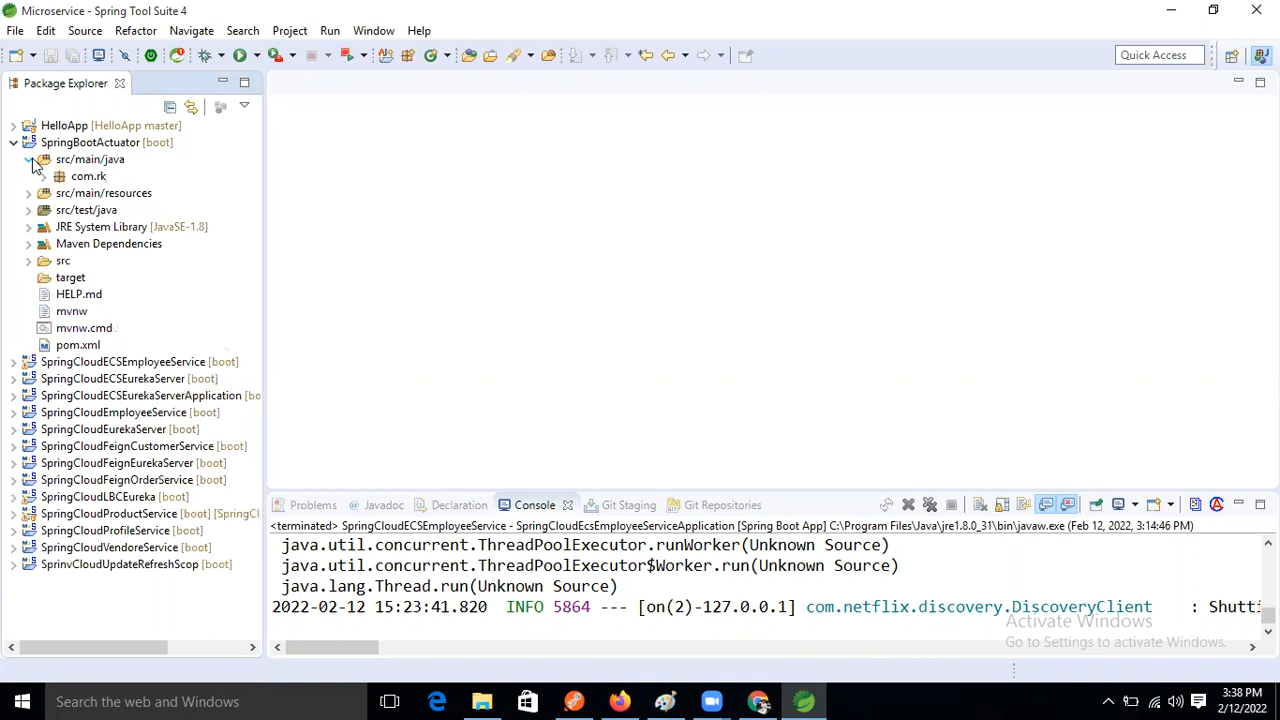 Microservice - Spring Tool Suite 4
File Edit Source Refactor Navigate Search Project Run Window Help
Quick Access
Package Explorer
HelloApp [HelloApp master]
SpringBootActuator [boot]
src/main/java
com.rk
src/main/resources
src/test/java
JRE System Library [JavaSE-1.8]
Maven Dependencies
src
target
HELP.md
mvnw
mvnw.cmd
pom.xml
SpringCloudECSEmployeeService [boot]
SpringCloudECSEurekaServer [boot]
SpringCloudECSEurekaServerApplication [bo
SpringCloudEmployeeService [boot]
SpringCloudEurekaServer [boot]
SpringCloudFeignCustomerService [boot]
SpringCloudFeignEurekaServer [boot]
SpringCloudFeignOrderService [boot]
SpringCloudLBCEureka [boot]
SpringCloudProductService [boot] [SpringCl
SpringCloudProfileService [boot]
SpringCloudVendoreService [boot]
SprinvCloudUpdateRefreshScop [boot]
Problems Javadoc Declaration Console Git Staging Git Repositories
<terminated> SpringCloudECSEmployeeService - SpringCloudEcsEmployeeServiceApplication [Spring Boot App] C:\Program Files\Java\jre1.8.0_31\bin\javaw.exe (Feb 12, 2022, 3:14:46 PM)
java.util.concurrent.ThreadPoolExecutor.runWorker(Unknown Source)
java.util.concurrent.ThreadPoolExecutor$Worker.run(Unknown Source)
java.lang.Thread.run(Unknown Source)
2022-02-12 15:23:41.820 INFO 5864 --- [on(2)-127.0.0.1] com.netflix.discovery.DiscoveryClient : Shutti
Activate Windows
Go to Settings to activate Windows.
Search the web and Windows
3:38 PM
2/12/2022